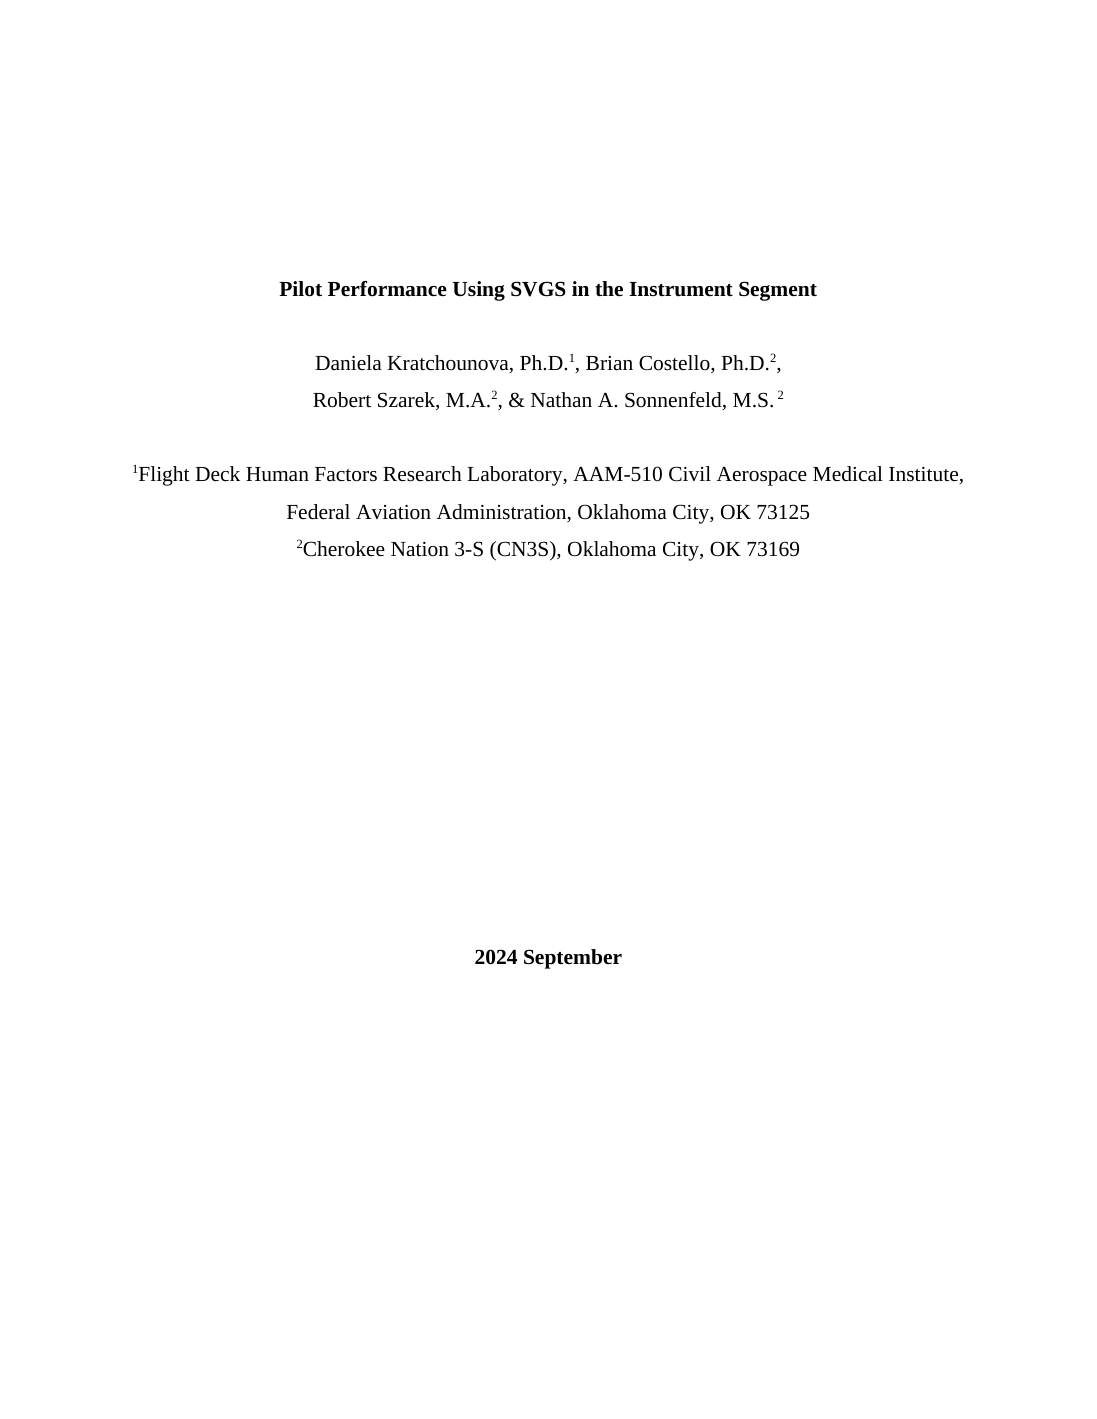 Pilot Performance Using SVGS in the Instrument Segment
Daniela Kratchounova, Ph.D.1, Brian Costello, Ph.D.2,
Robert Szarek, M.A.2, & Nathan A. Sonnenfeld, M.S. 2
1Flight Deck Human Factors Research Laboratory, AAM-510 Civil Aerospace Medical Institute,
Federal Aviation Administration, Oklahoma City, OK 73125
2Cherokee Nation 3-S (CN3S), Oklahoma City, OK 73169
2024 September